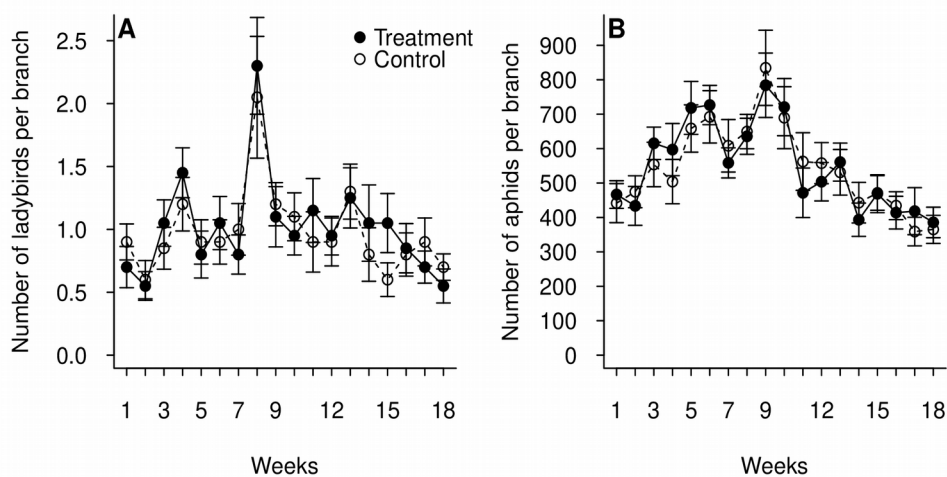 A
Treatment
Control
Number of ladybirds per branch
2.5
2.0
1.5
1.0
0.5
0.0
1 3 5 7 9 12 15 18
Weeks
B
Number of aphids per branch
900
800
700
600
500
400
300
200
100
0
1 3 5 7 9 12 15 18
Weeks